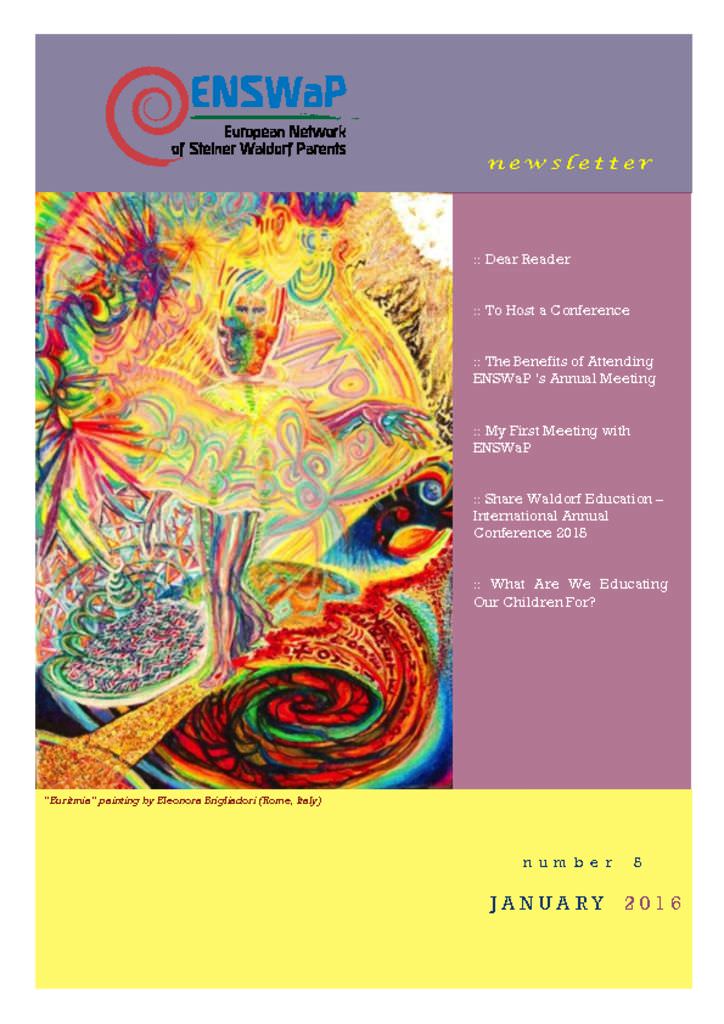 ENSWaP
European Network
of Steiner Waldorf Parents
newsletter
:: Dear Reader
:: To Host a Conference
:: The Benefits of Attending
ENSWaP 's Annual Meeting
:: My First Meeting with
ENSWaP
:: Share Waldorf Education –
International Annual
Conference 2015
:: What Are We Educating
Our Children For?
"Euritmia" painting by Eleonora Brigliadori (Rome, Italy)
number 5
JANUARY 2016